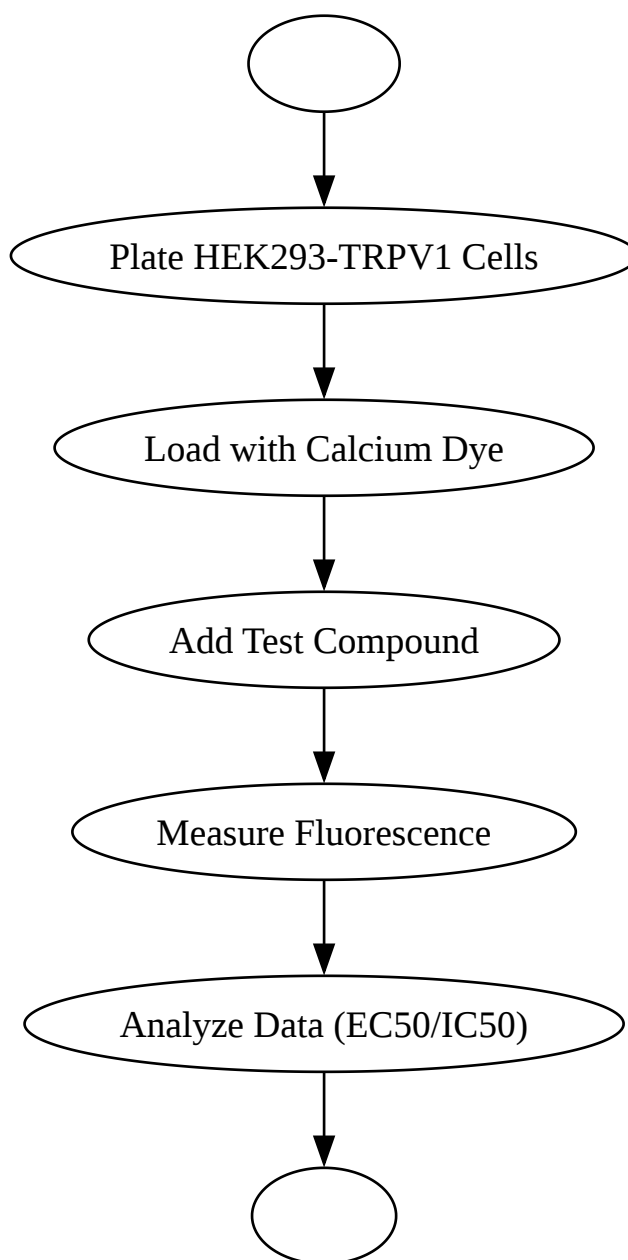 Plate HEK293-TRPV1 Cells
Load with Calcium Dye
Add Test Compound
Measure Fluorescence
Analyze Data (EC50/IC50)